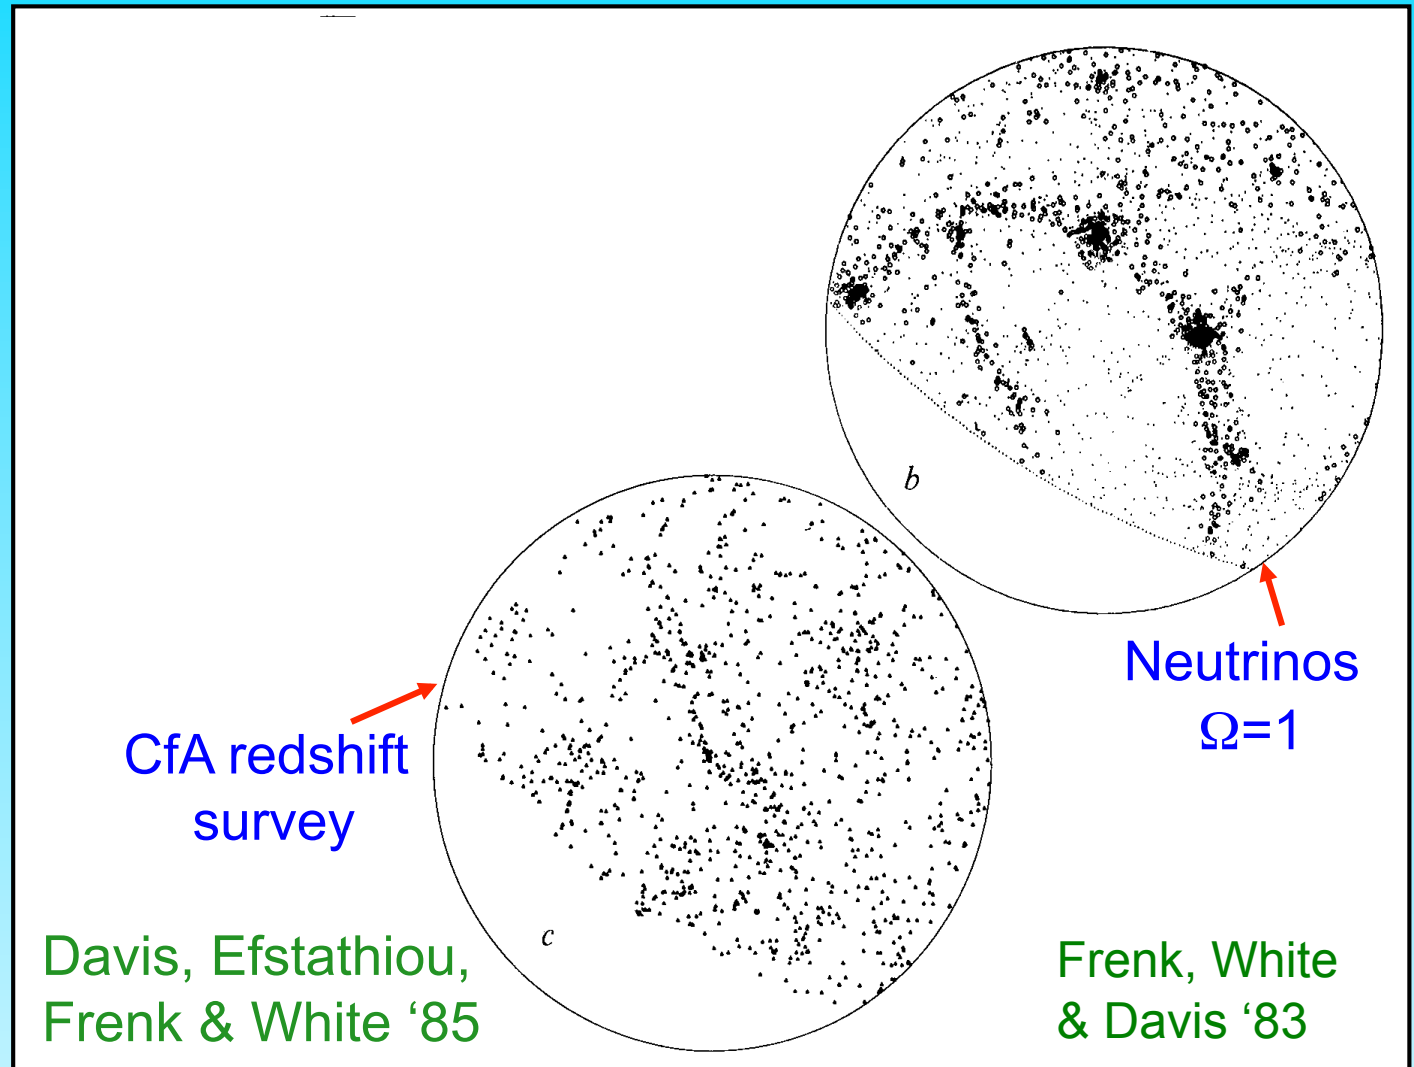 b
Neutrinos
Ω=1
CfA redshift
survey
c
Davis, Efstathiou,
Frenk & White ‘85
Frenk, White
& Davis ‘83